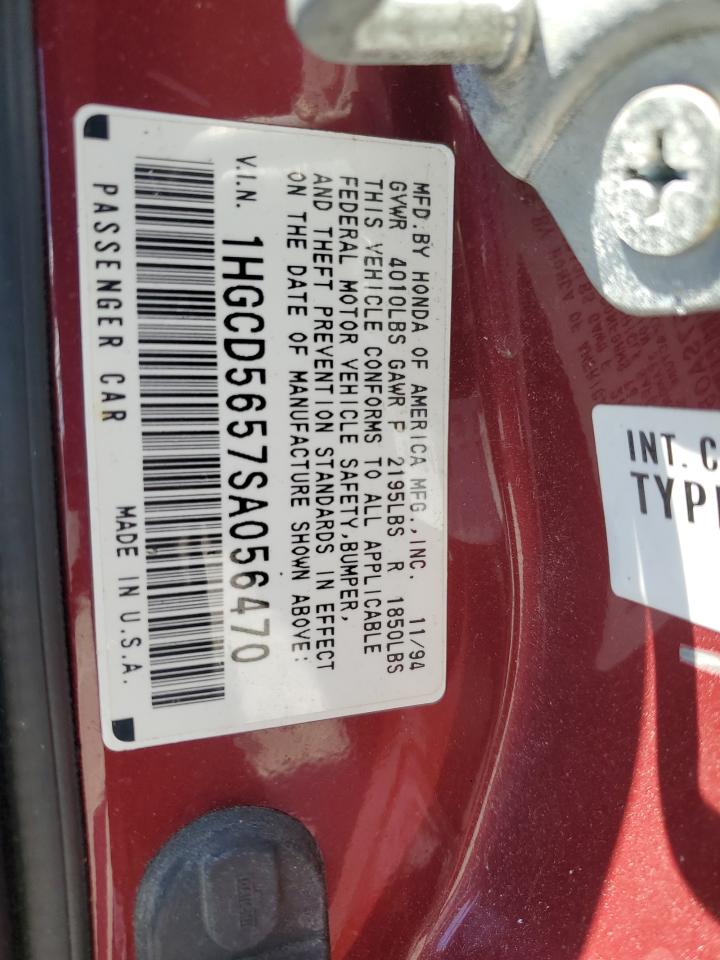 MFD. BY HONDA OF AMERICA MFG., INC. 11/94
GVWR 4010LBS GAWR F 2195LBS R 1850LBS
THIS VEHICLE CONFORMS TO ALL APPLICABLE
FEDERAL MOTOR VEHICLE SAFETY, BUMPER,
AND THEFT PREVENTION STANDARDS IN EFFECT
ON THE DATE OF MANUFACTURE SHOWN ABOVE:
V.I.N. 1HGCD5657SA056470
PASSENGER CAR MADE IN U.S.A.
INT. C
TYPE